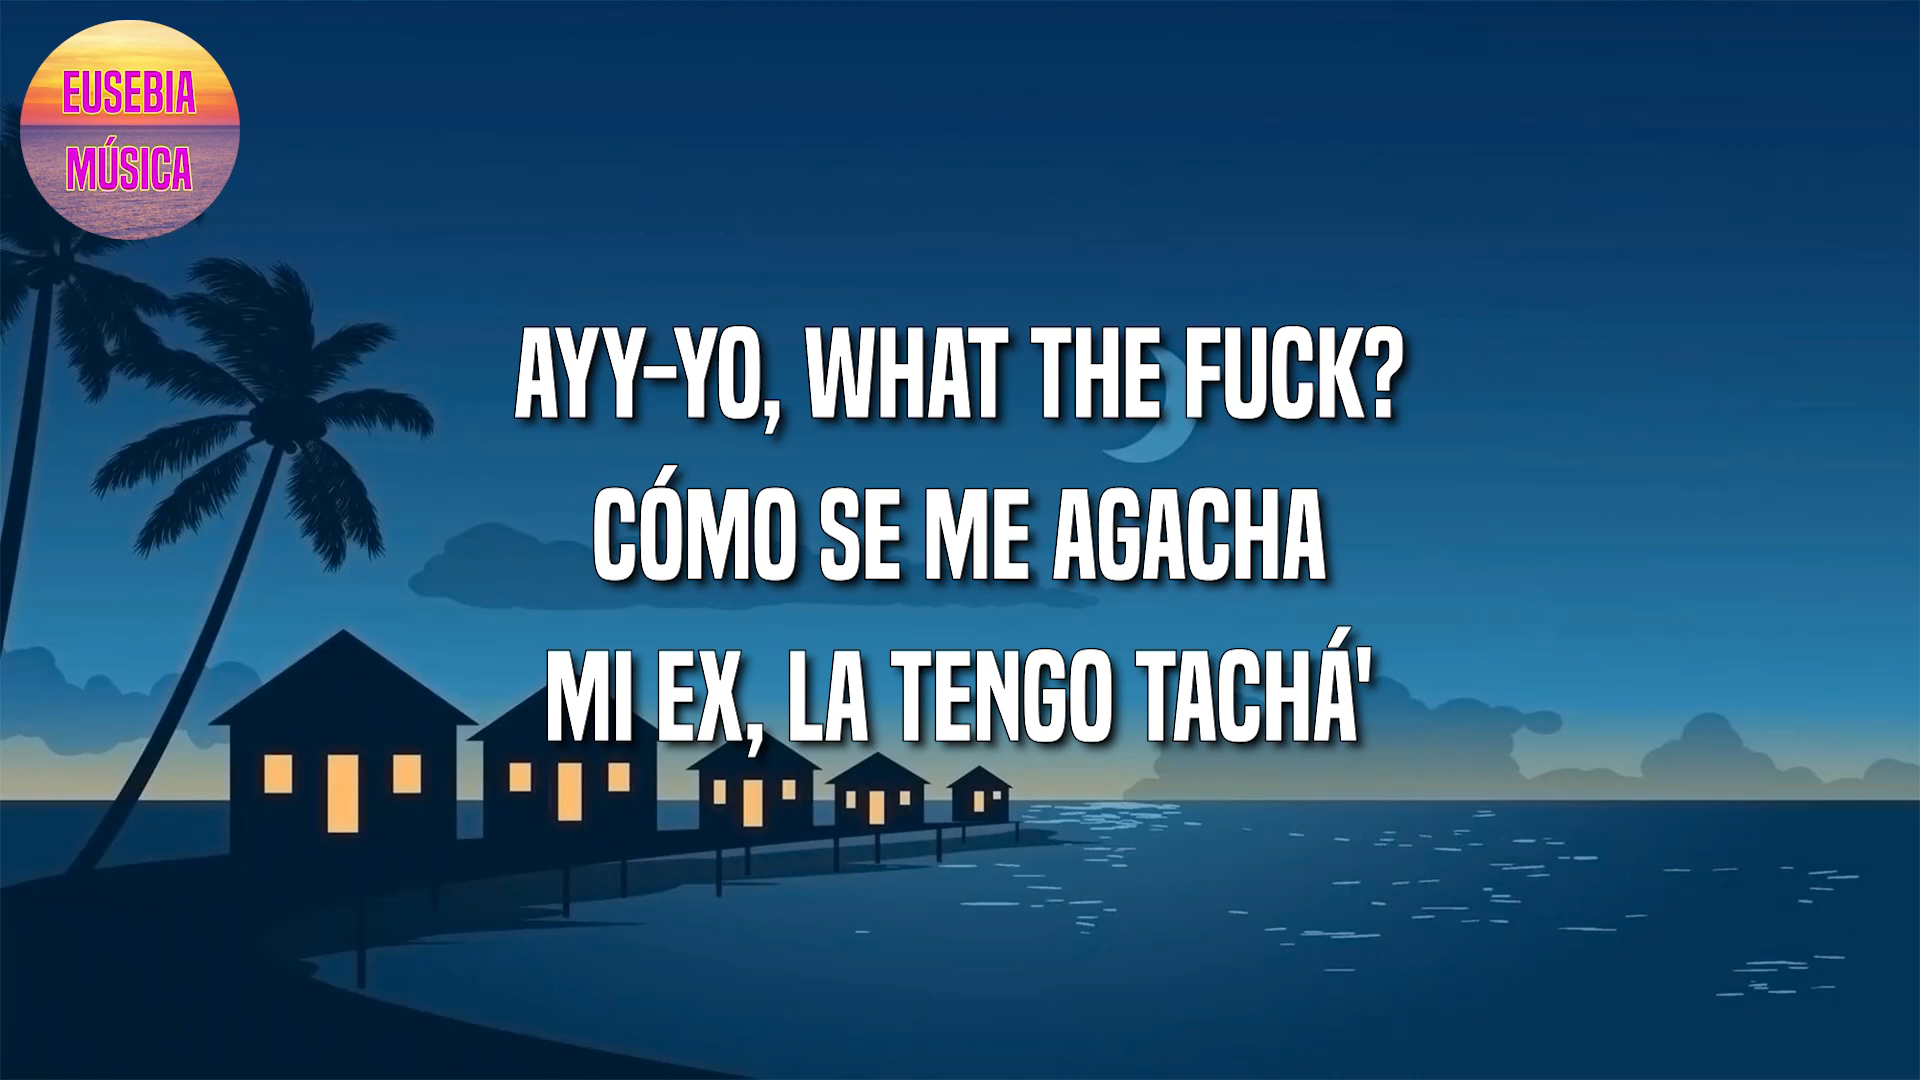 EUSEBIA
MÚSICA
AYY-YO, WHAT THE FUCK?
CÓMO SE ME AGACHA
MI EX, LA TENGO TACHÁ'